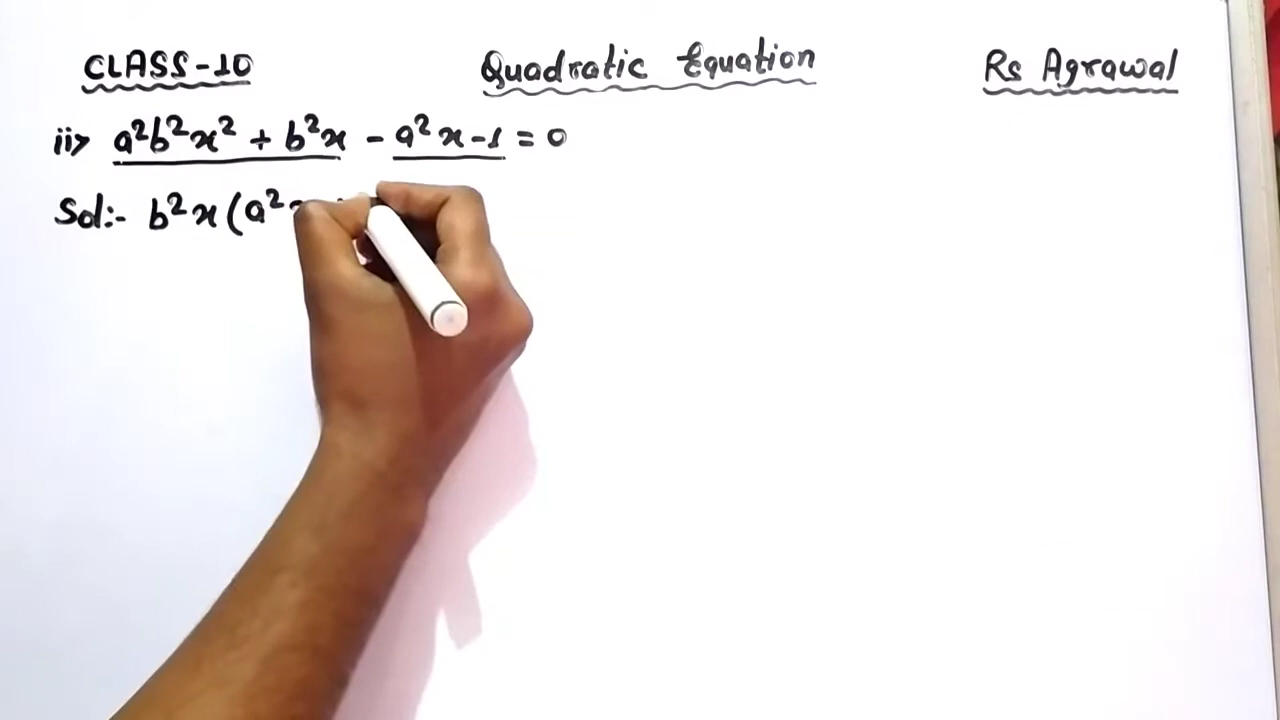 CLASS-10 Quadratic Equation Rs Agrawal
ii> a²b²x² + b²x - a²x-1 = 0
Sol:- b²x(a²